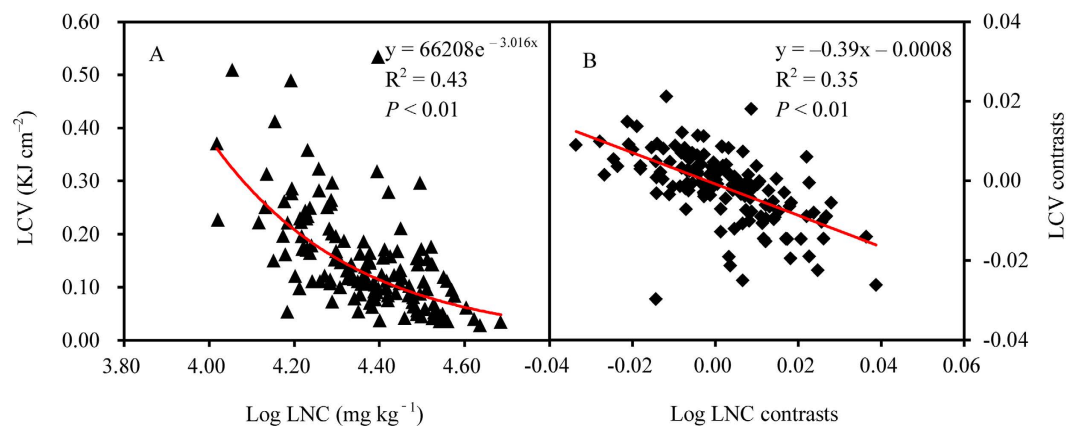 A
y = 66208e – 3.016x
R2 = 0.43
P < 0.01
LCV (KJ cm–2)
0.60
0.50
0.40
0.30
0.20
0.10
0.00
3.80 4.00 4.20 4.40 4.60
Log LNC (mg kg–1)
B
y = –0.39x – 0.0008
R2 = 0.35
P < 0.01
0.04
0.02
0.00
-0.02
-0.04
LCV contrasts
-0.04 -0.02 0.00 0.02 0.04 0.06
Log LNC contrasts